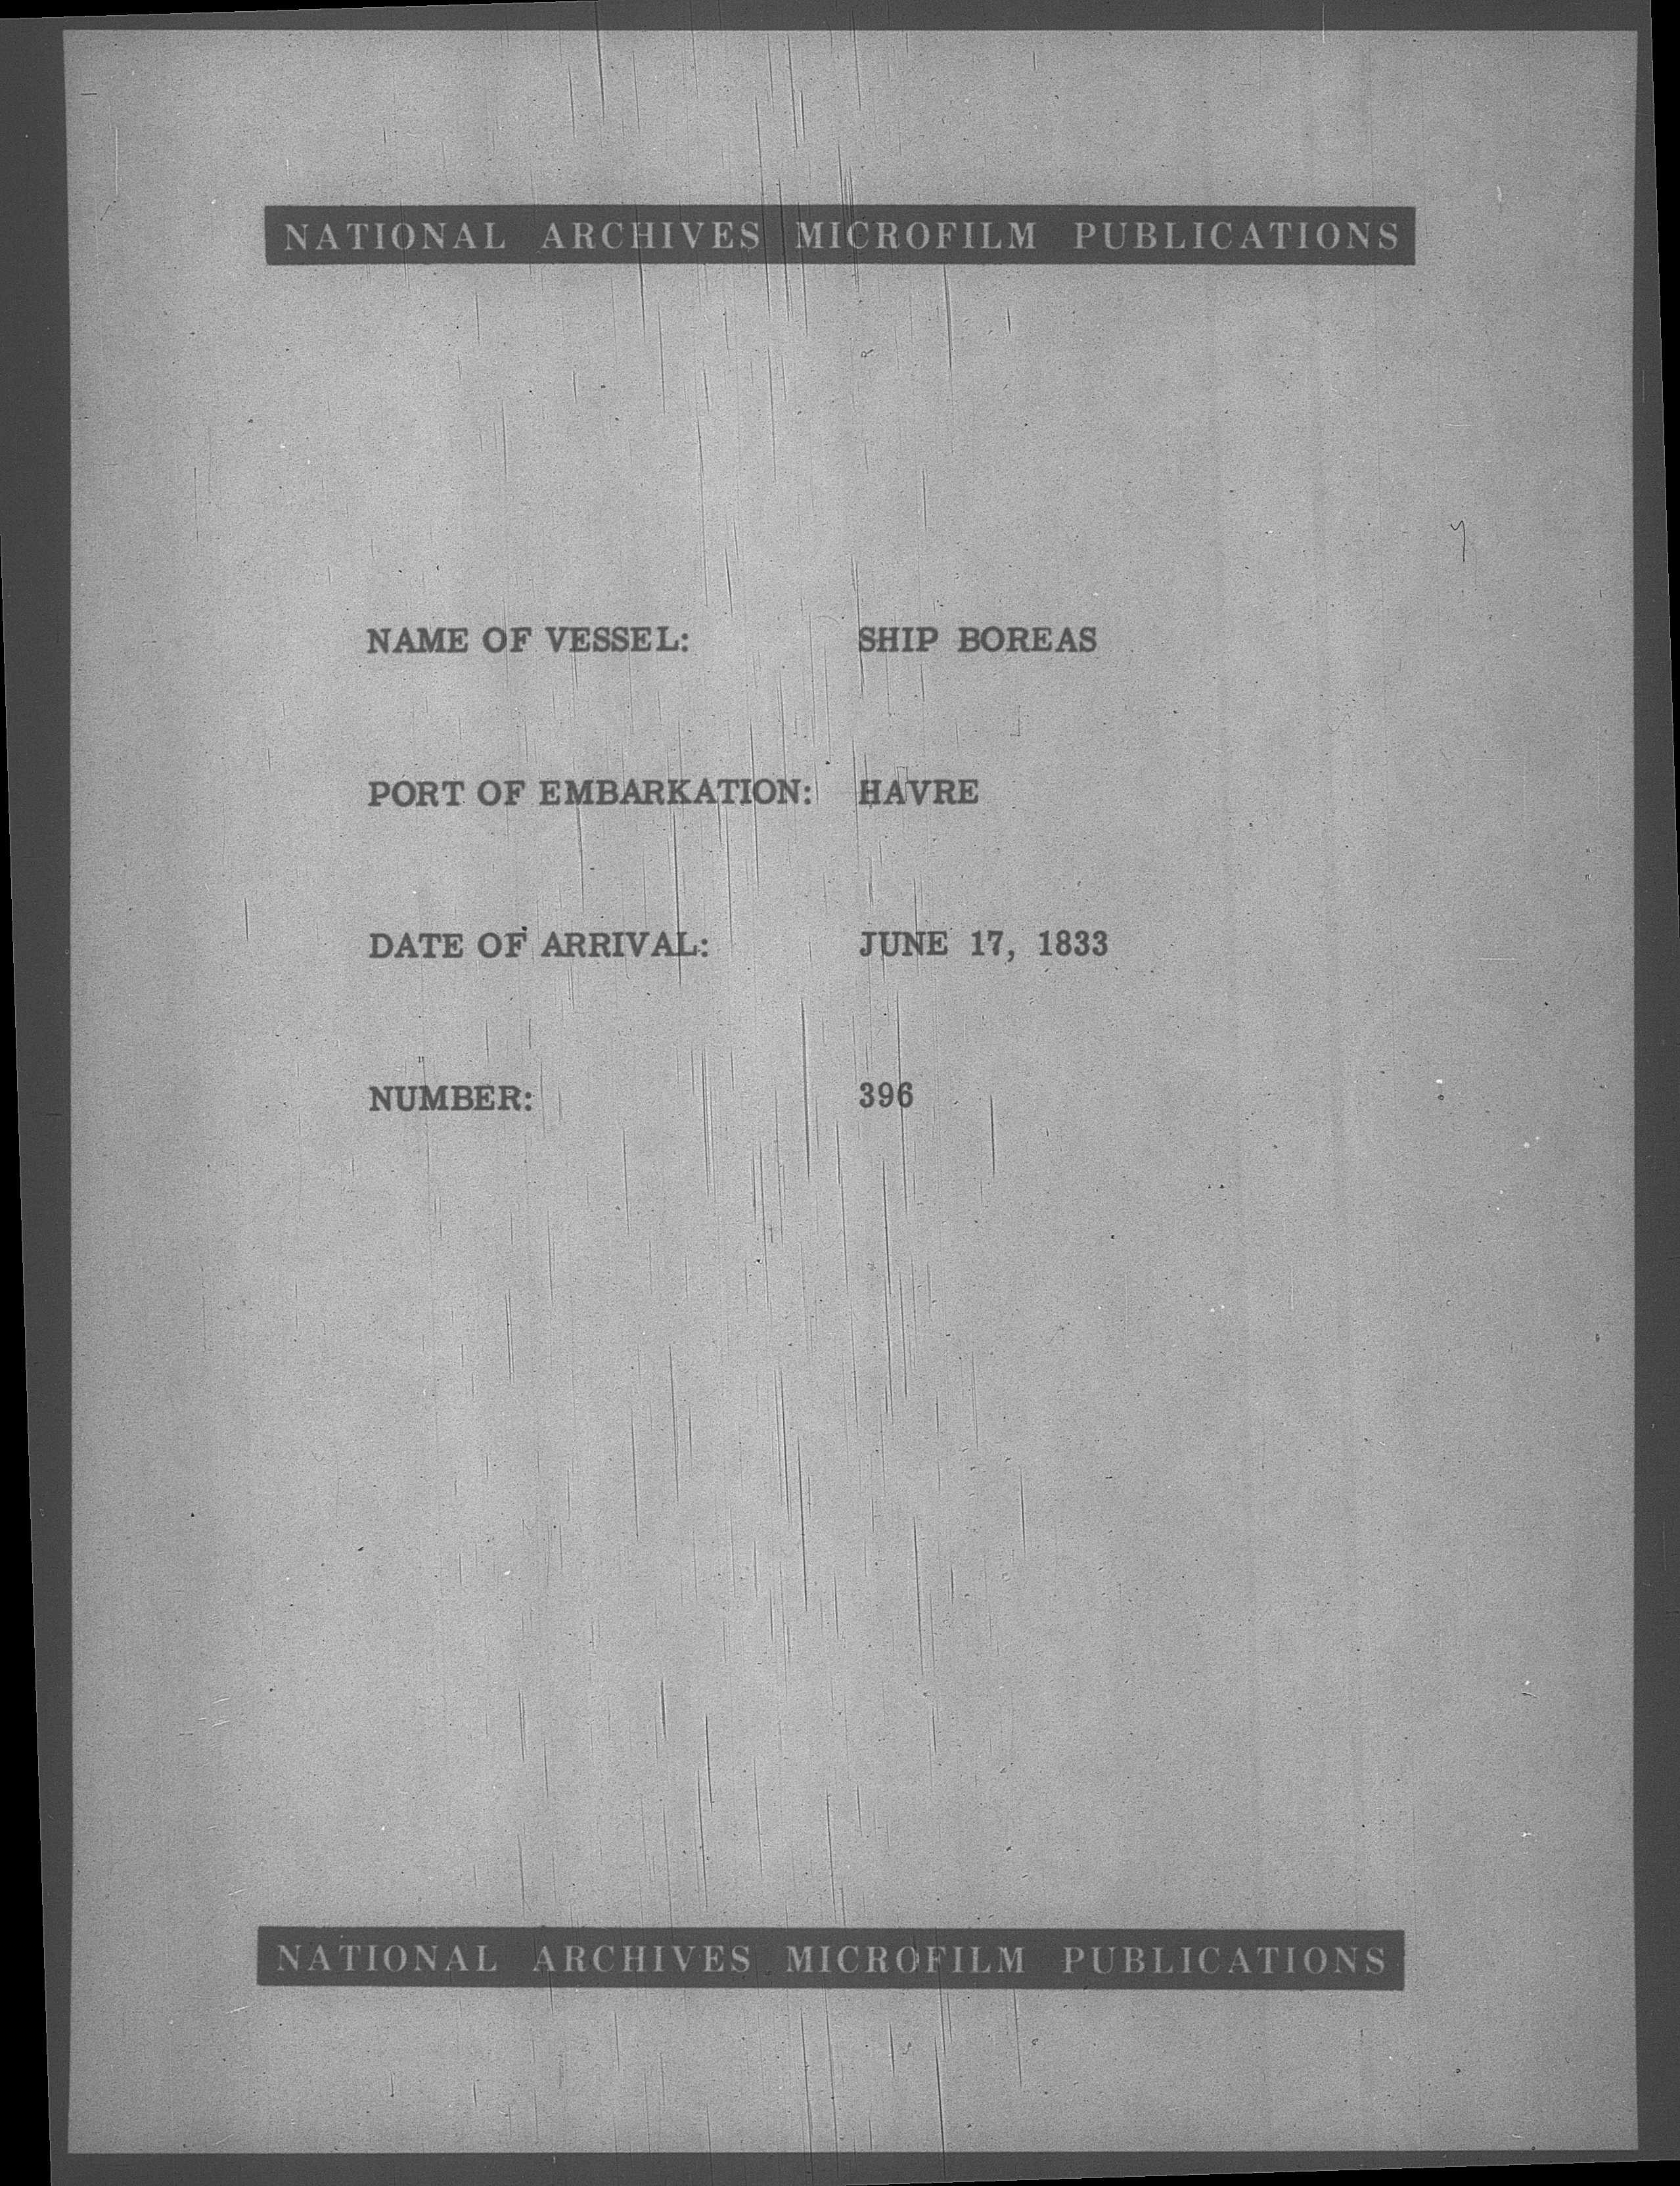 NATIONAL ARCHIVES MICROFILM PUBLICATIONS
NAME OF VESSEL: SHIP BOREAS
PORT OF EMBARKATION: HAVRE
DATE OF ARRIVAL: JUNE 17, 1833
NUMBER: 396
NATIONAL ARCHIVES MICROFILM PUBLICATIONS